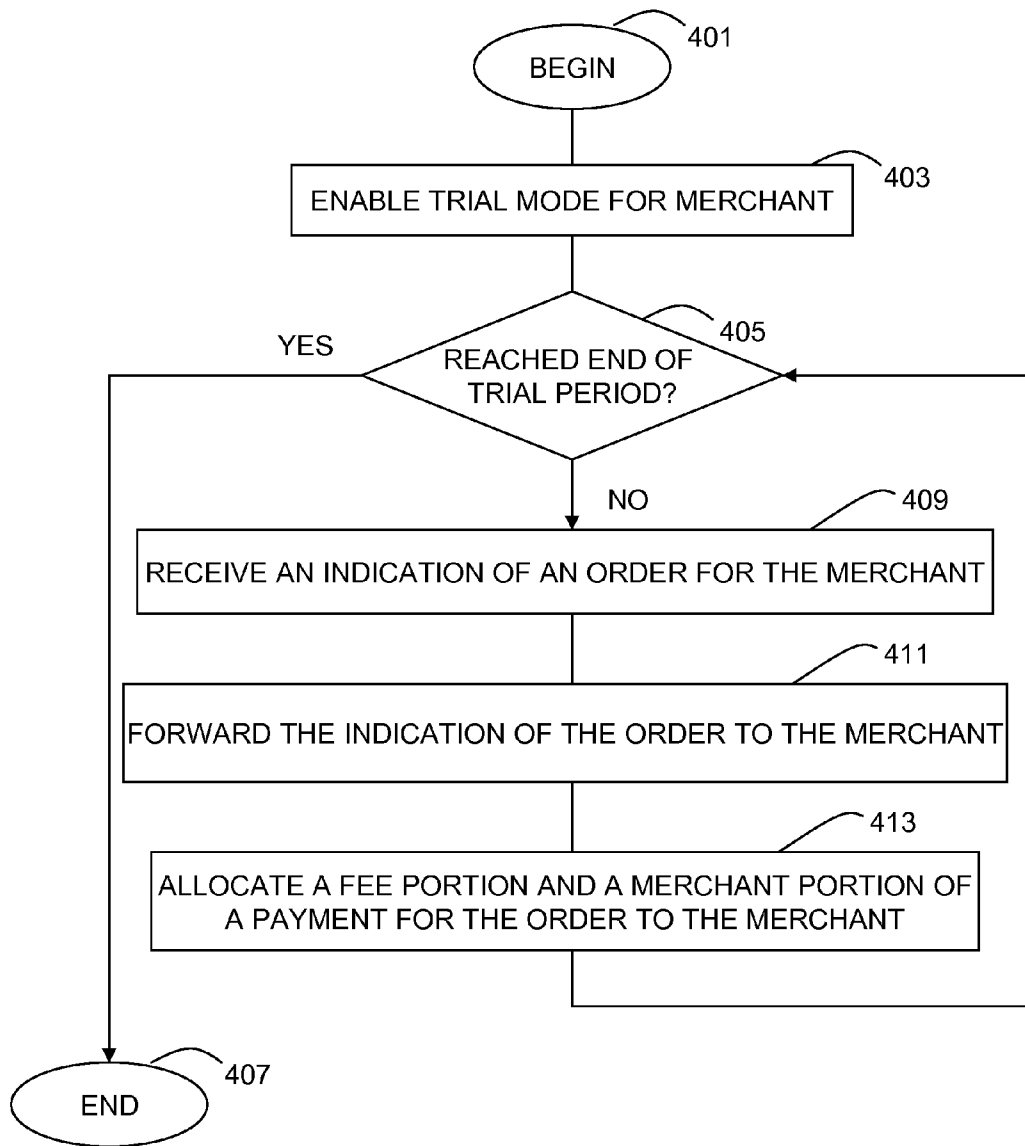 401
BEGIN
403
ENABLE TRIAL MODE FOR MERCHANT
405
YES
REACHED END OF
TRIAL PERIOD?
NO
409
RECEIVE AN INDICATION OF AN ORDER FOR THE MERCHANT
411
FORWARD THE INDICATION OF THE ORDER TO THE MERCHANT
413
ALLOCATE A FEE PORTION AND A MERCHANT PORTION OF
A PAYMENT FOR THE ORDER TO THE MERCHANT
407
END